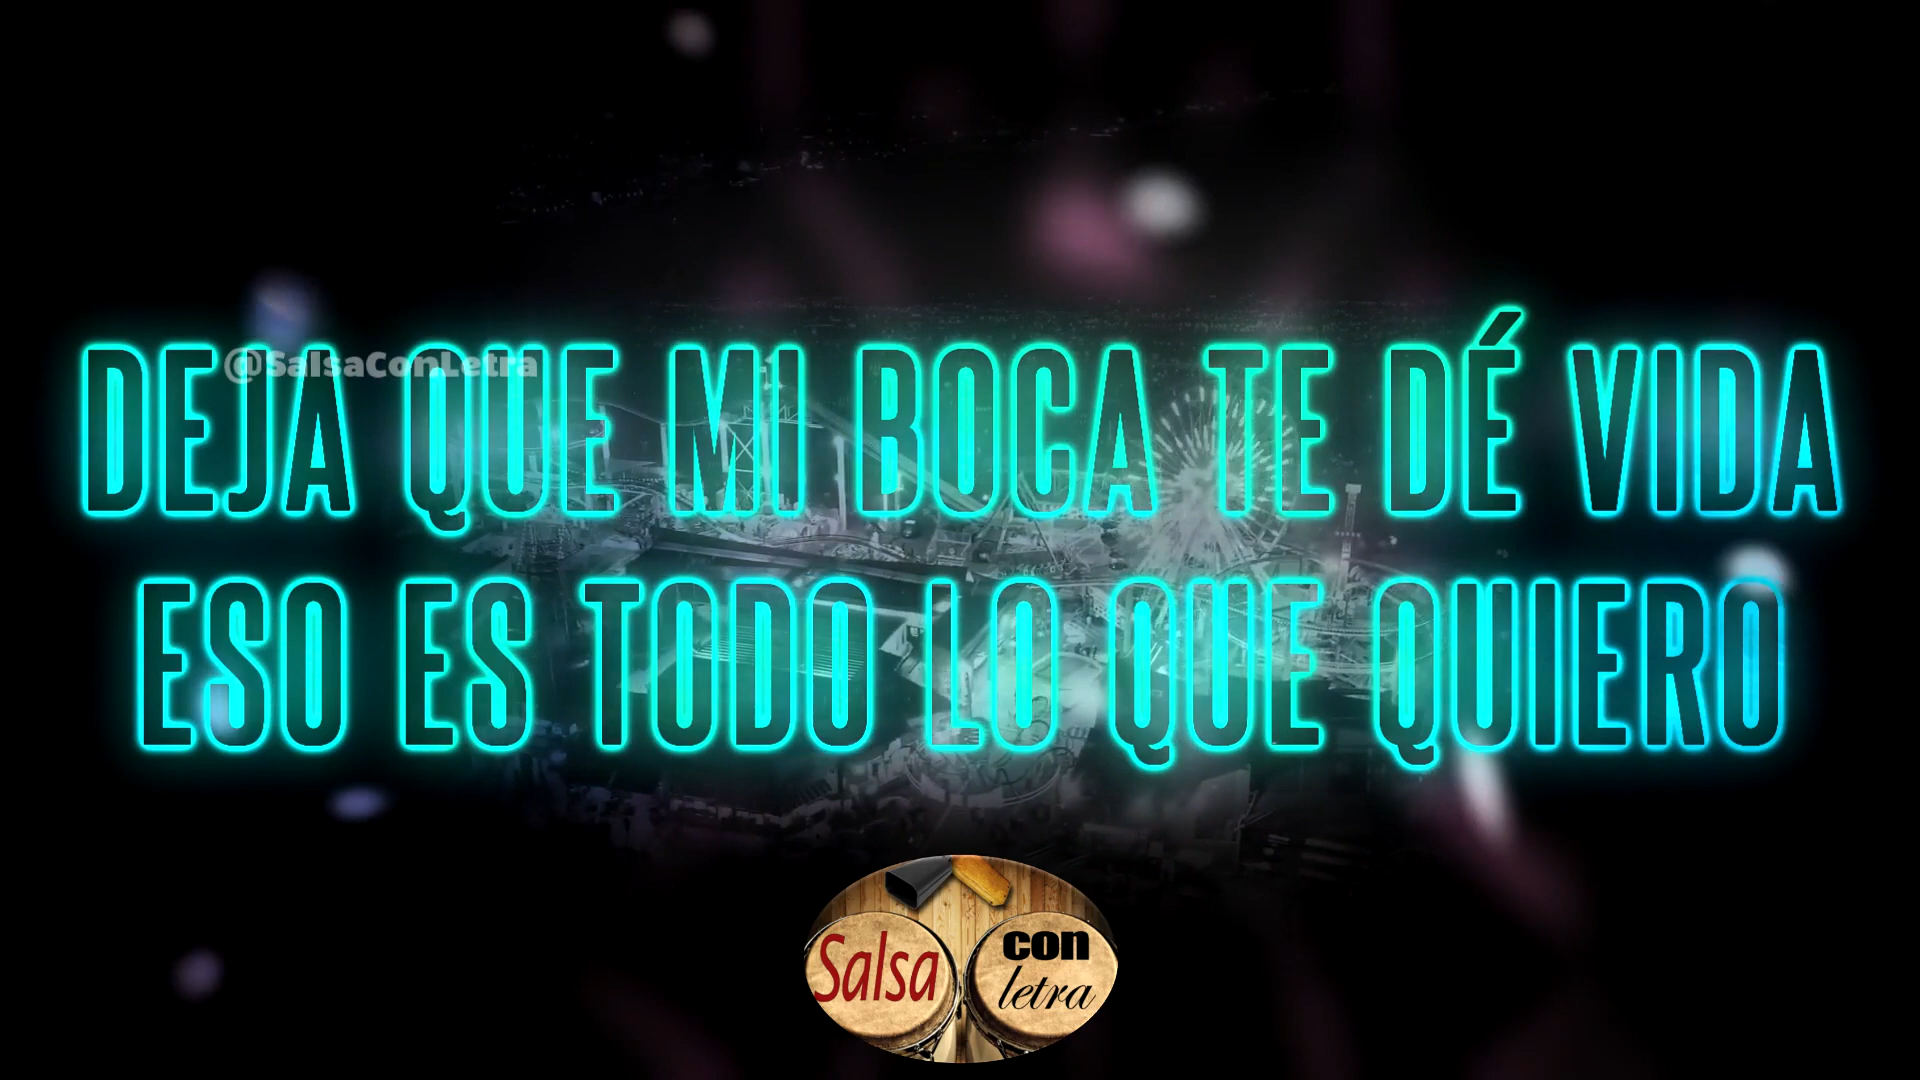 DEJA QUE MI BOCA TE DÉ VIDA
@SalsaConLetra
ESO ES TODO LO QUE QUIERO
Salsa con letra